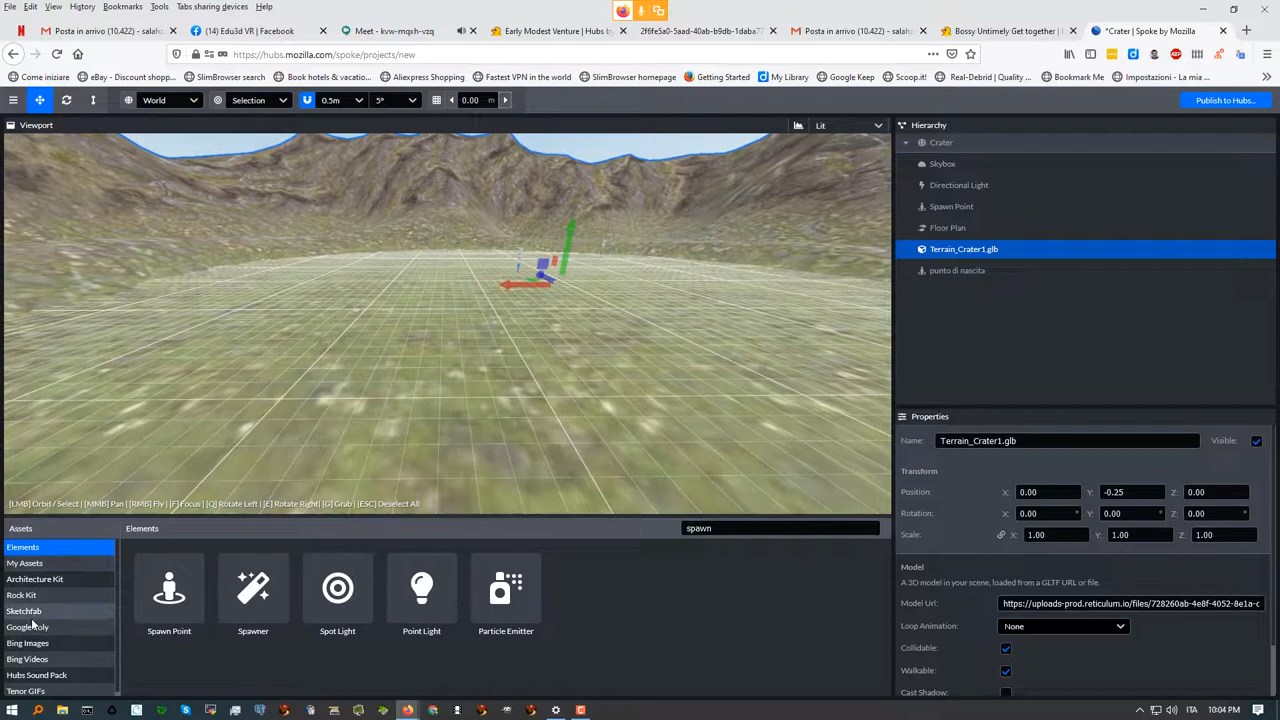 File Edit View History Bookmarks Tools Tabs sharing devices Help
Posta in arrivo (10.422) - salaha
(14) Edu3d VR | Facebook
Meet - kvw-mqxh-vzq
Early Modest Venture | Hubs by
2f6fe5a0-5aad-40ab-b9db-1daba77
Posta in arrivo (10.422) - salaha
Bossy Untimely Get together | H
*Crater | Spoke by Mozilla
https://hubs.mozilla.com/spoke/projects/new
Come iniziare eBay - Discount shopp... SlimBrowser search Book hotels & vacatio... Aliexpress Shopping Fastest VPN in the world SlimBrowser homepage Getting Started My Library Google Keep Scoop.it! Real-Debrid | Quality ... Bookmark Me Impostazioni - La ma ...
World Selection 0.5m 5° 0.00 m Publish to Hubs...
Viewport Lit
[LMB] Orbit / Select | [MMB] Pan | [RMB] Fly | [F] Focus | [Q] Rotate Left | [E] Rotate Right | [G] Grab | [ESC] Deselect All
Hierarchy
Crater
Skybox
Directional Light
Spawn Point
Floor Plan
Terrain_Crater1.glb
punto di nascita
Properties
Name: Terrain_Crater1.glb Visible:
Transform
Position: X: 0.00 Y: -0.25 Z: 0.00
Rotation: X: 0.00 ° Y: 0.00 ° Z: 0.00 °
Scale: X: 1.00 Y: 1.00 Z: 1.00
Model
A 3D model in your scene, loaded from a GLTF URL or file.
Model Url: https://uploads-prod.reticulum.io/files/728260ab-4e8f-4052-8e1a-c
Loop Animation: None
Collidable:
Walkable:
Cast Shadow:
Assets
Elements
My Assets
Architecture Kit
Rock Kit
Sketchfab
Google Poly
Bing Images
Bing Videos
Hubs Sound Pack
Tenor GIFs
Elements spawn
Spawn Point Spawner Spot Light Point Light Particle Emitter
ITA 10:04 PM